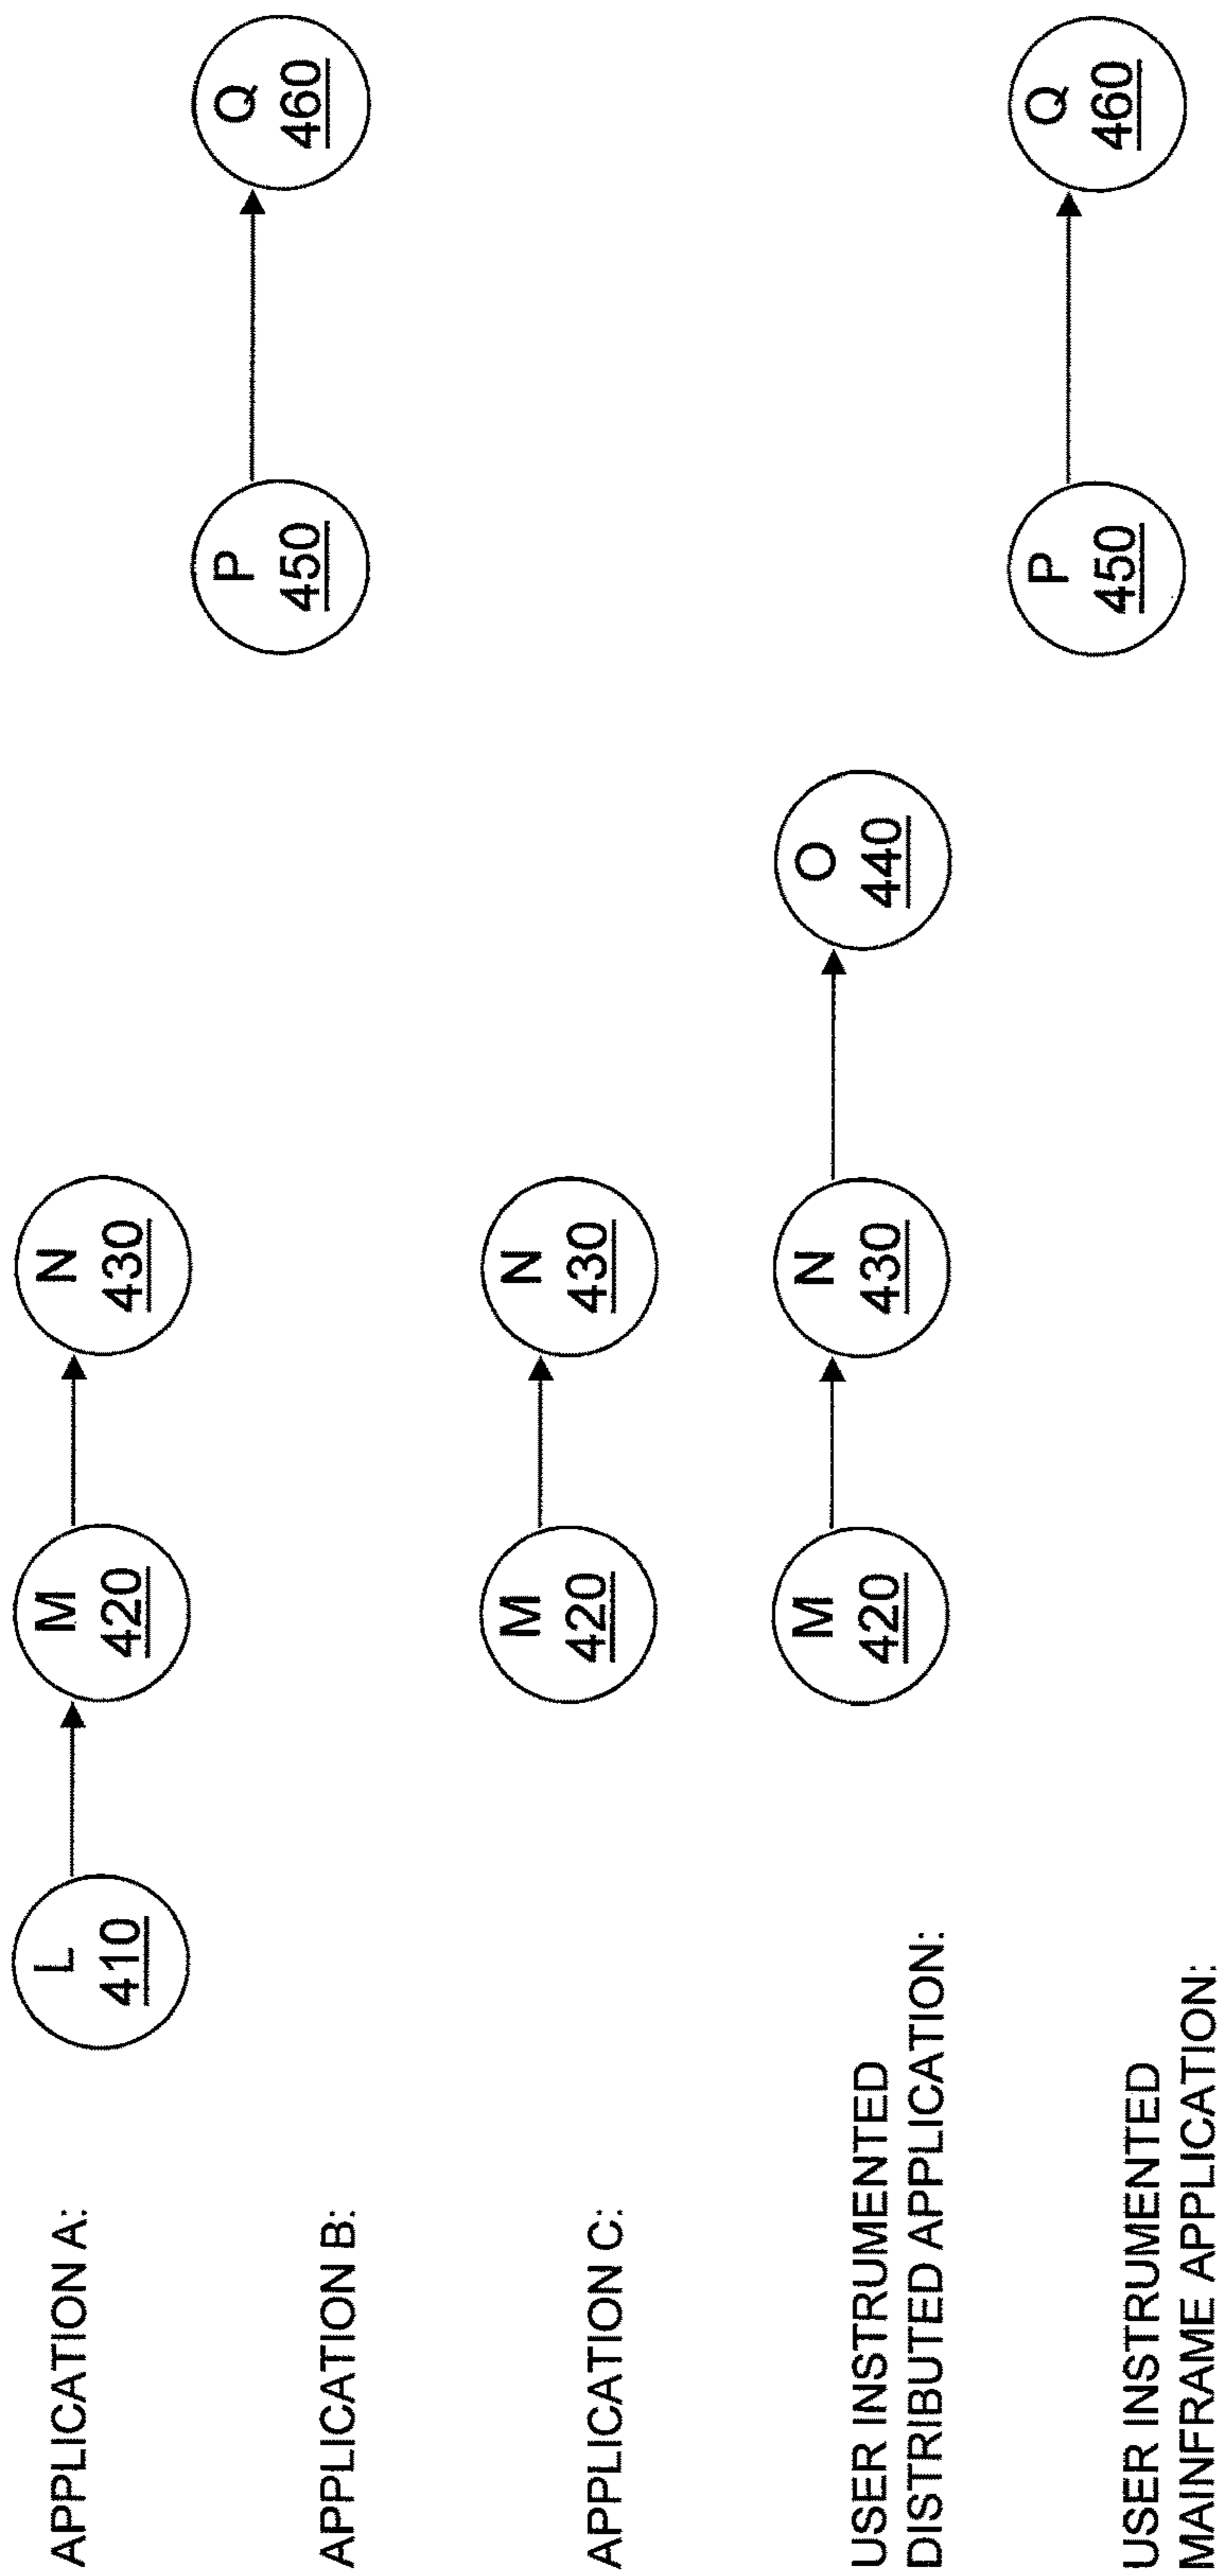 APPLICATION A:
L
410
M
420
N
430
APPLICATION B:
P
450
Q
460
APPLICATION C:
M
420
N
430
USER INSTRUMENTED
DISTRIBUTED APPLICATION:
M
420
N
430
O
440
USER INSTRUMENTED
MAINFRAME APPLICATION:
P
450
Q
460